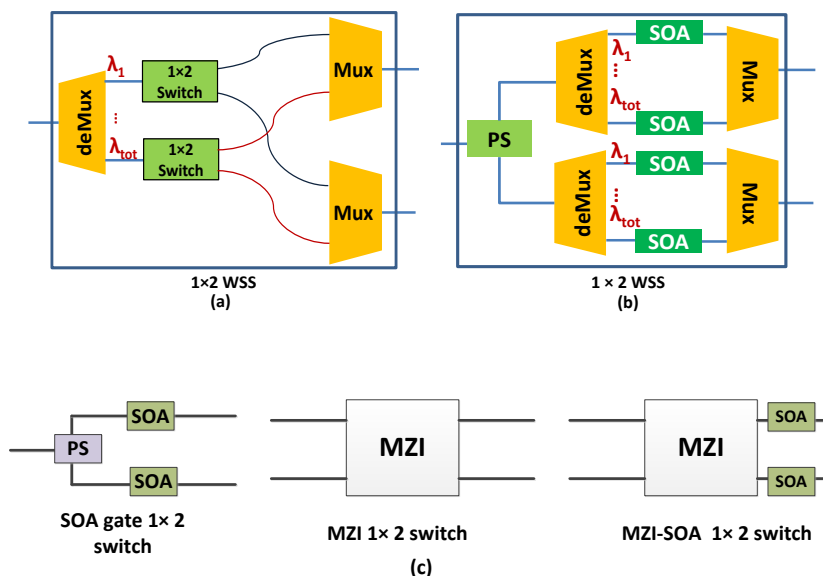 deMux
λ1
...
λtot
1×2
Switch
1×2
Switch
Mux
Mux
1×2 WSS
(a)
PS
deMux
λ1
...
λtot
SOA
SOA
Mux
deMux
λ1
...
λtot
SOA
SOA
Mux
1 × 2 WSS
(b)
PS
SOA
SOA
SOA gate 1× 2
switch
MZI
MZI 1× 2 switch
MZI
SOA
SOA
MZI-SOA 1× 2 switch
(c)